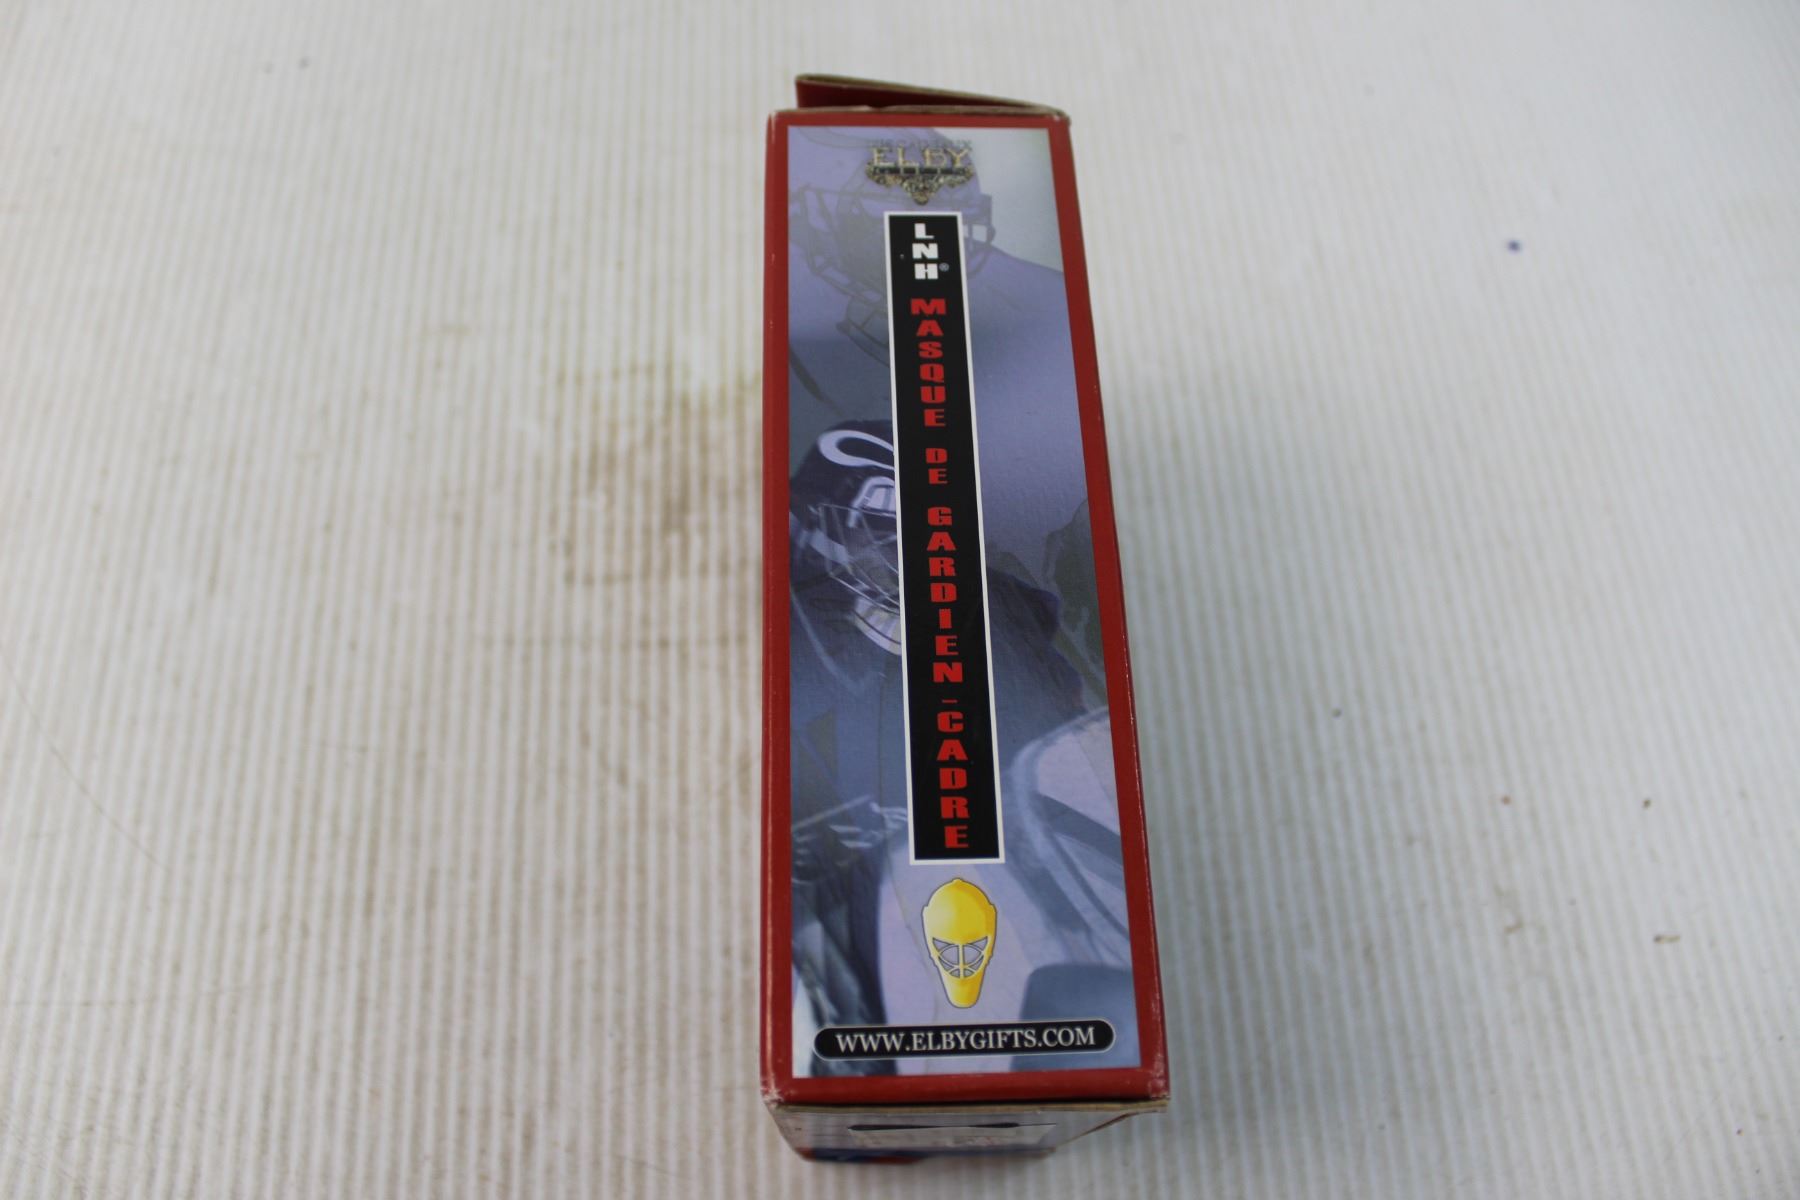 ELBY
LNH® MASQUE DE GARDIEN - CADRE
WWW.ELBYGIFTS.COM